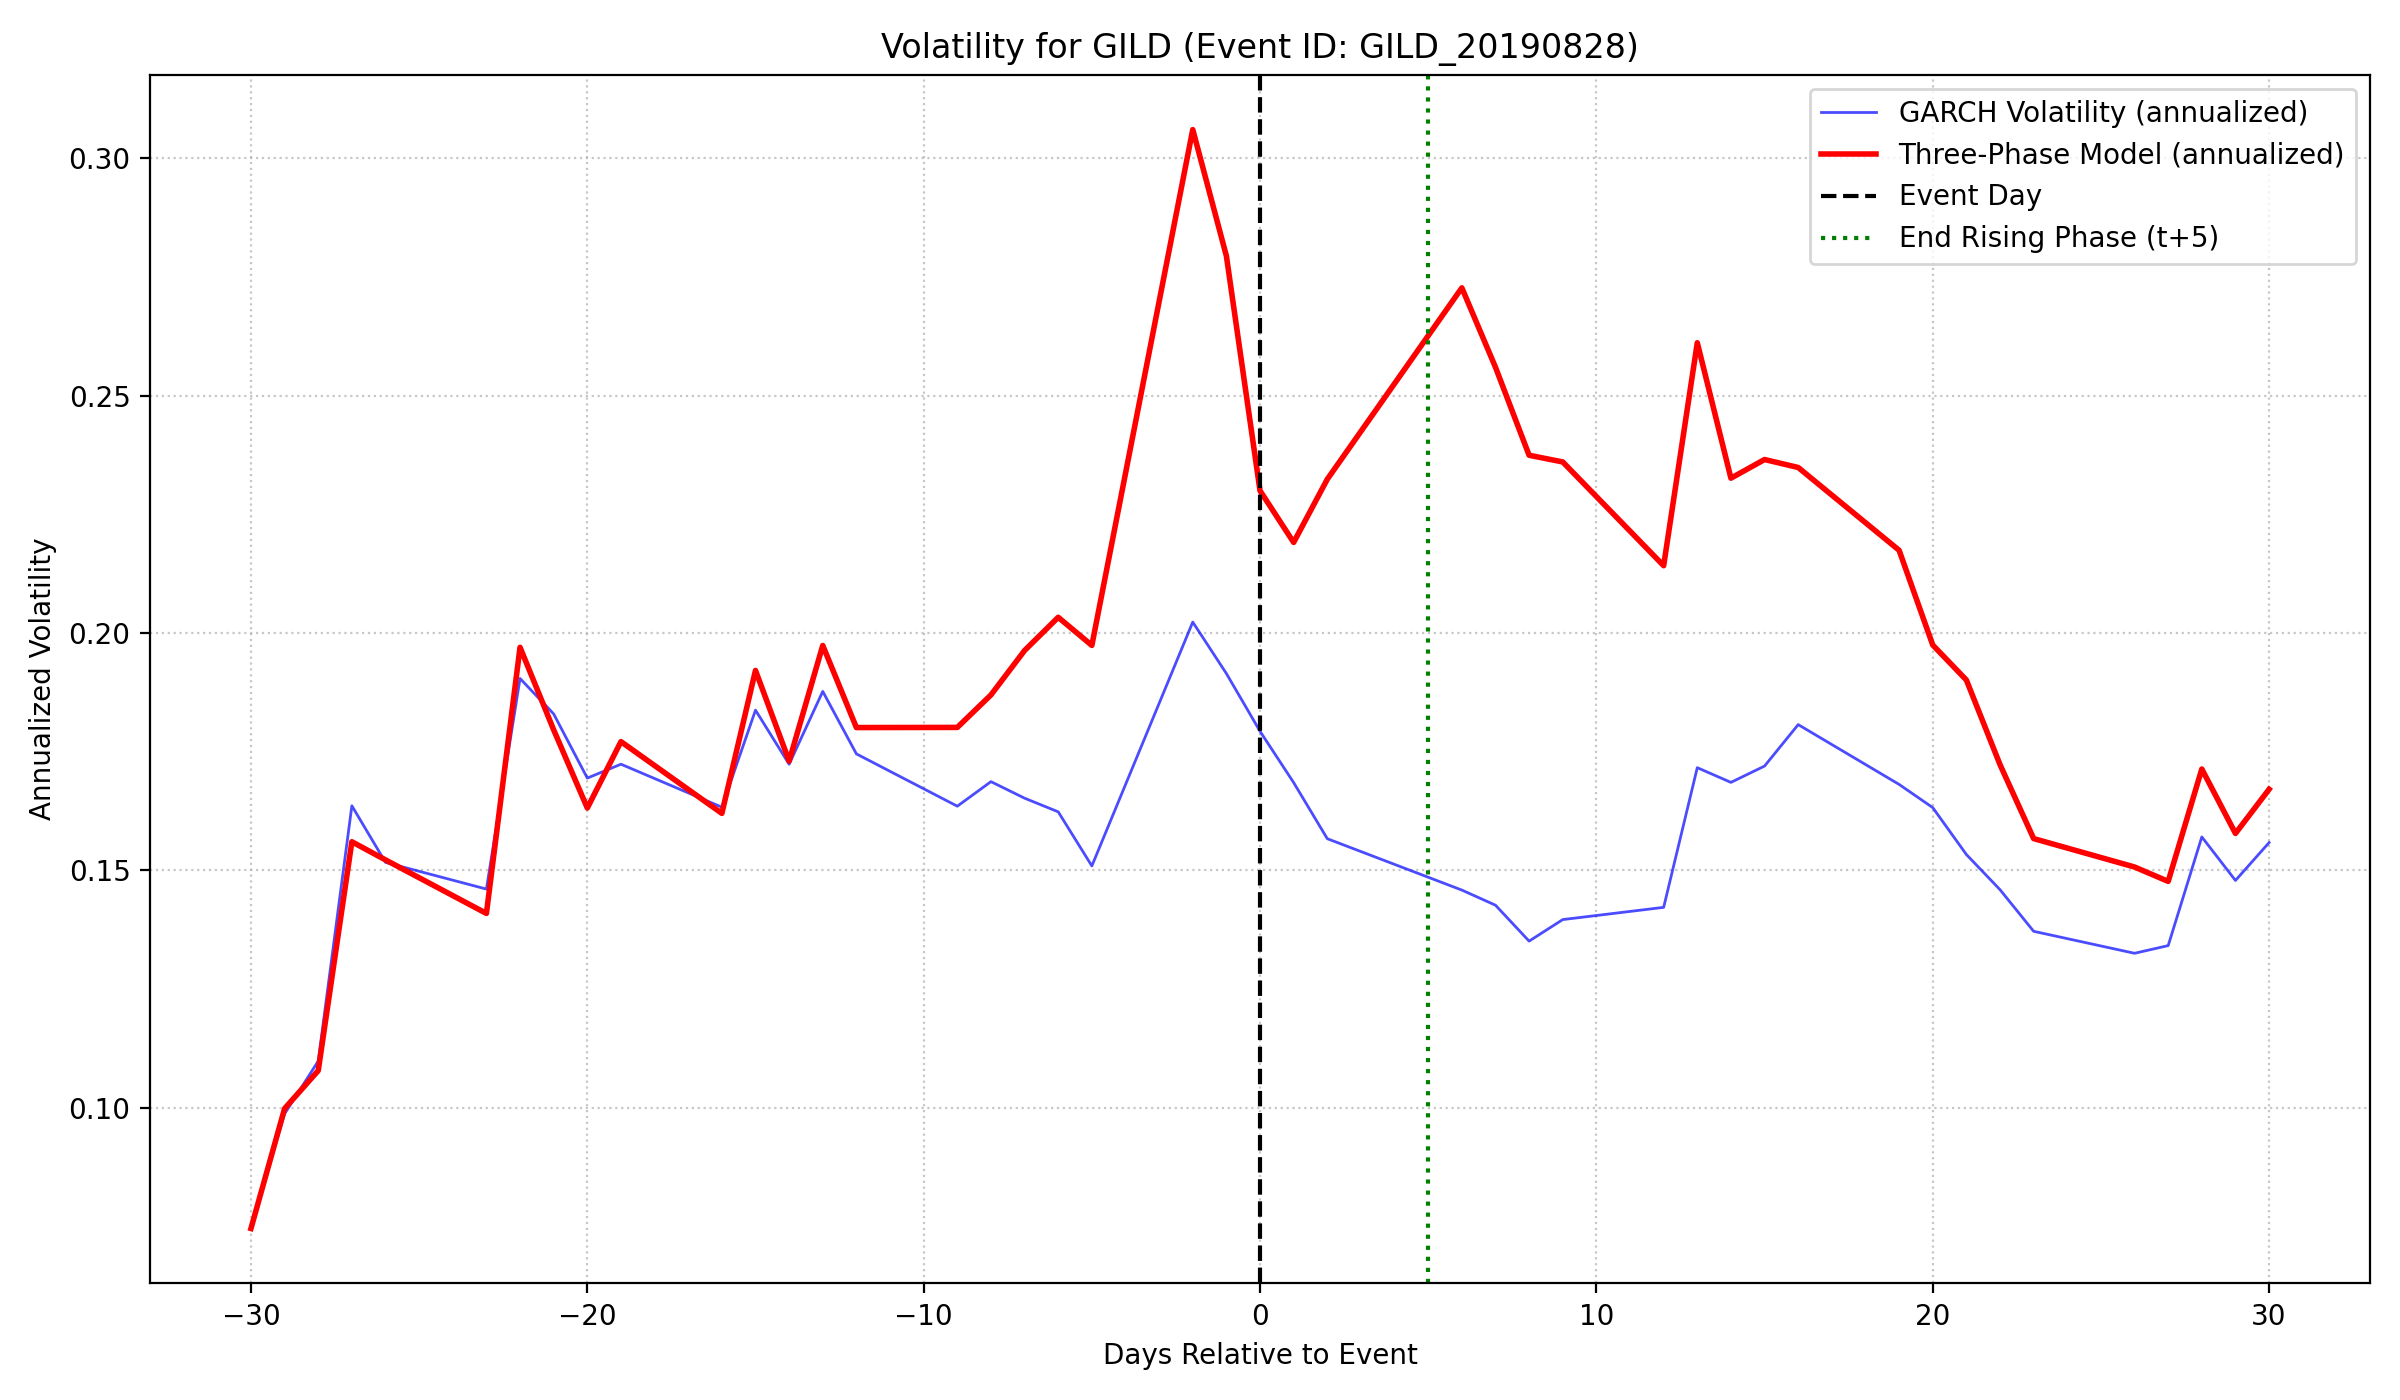 Volatility for GILD (Event ID: GILD_20190828)
GARCH Volatility (annualized)
Three-Phase Model (annualized)
Event Day
End Rising Phase (t+5)
Annualized Volatility
0.30
0.25
0.20
0.15
0.10
−30 −20 −10 0 10 20 30
Days Relative to Event